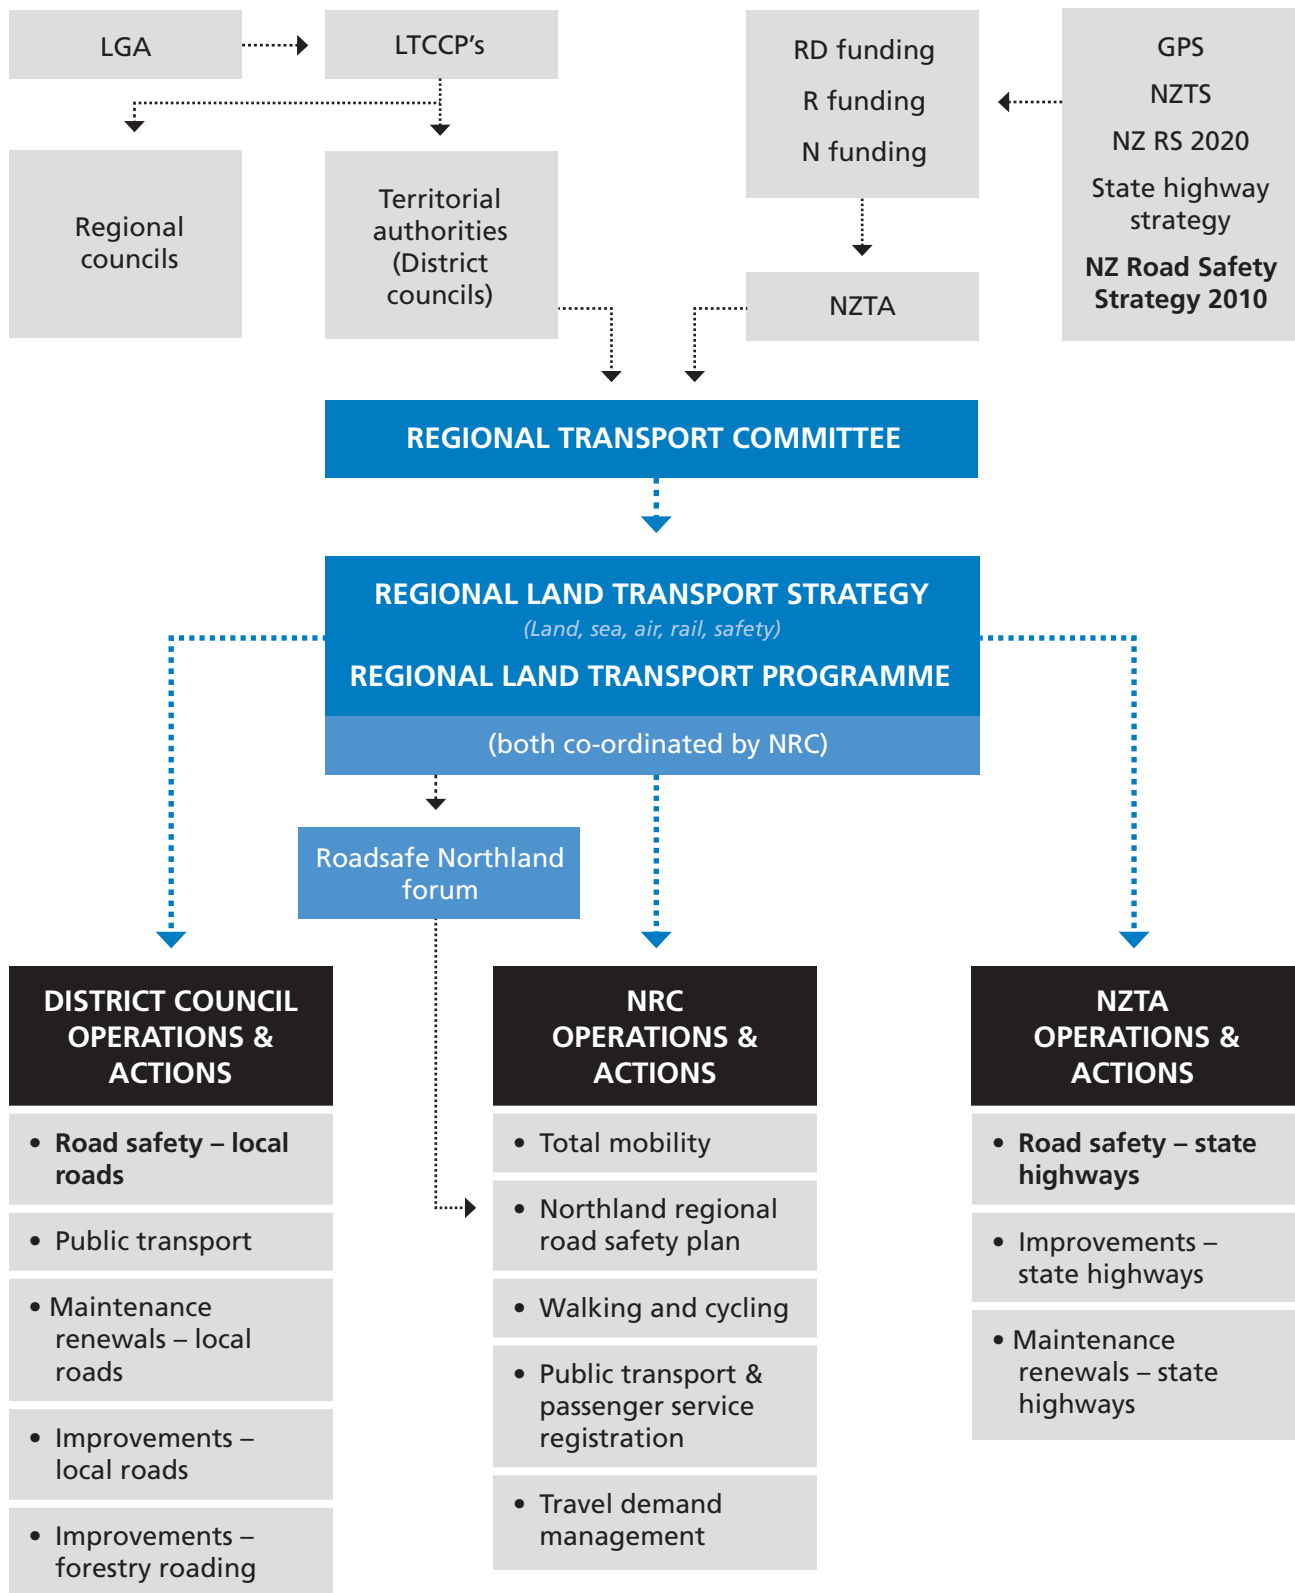 LGA
LTCCP's
RD funding
R funding
N funding
GPS
NZTS
NZ RS 2020
State highway
strategy
NZ Road Safety
Strategy 2010
Regional
councils
Territorial
authorities
(District
councils)
NZTA
REGIONAL TRANSPORT COMMITTEE
REGIONAL LAND TRANSPORT STRATEGY
(Land, sea, air, rail, safety)
REGIONAL LAND TRANSPORT PROGRAMME
(both co-ordinated by NRC)
Roadsafe Northland
forum
DISTRICT COUNCIL
OPERATIONS &
ACTIONS
• Road safety – local
roads
• Public transport
• Maintenance
renewals – local
roads
• Improvements –
local roads
• Improvements –
forestry roading
NRC
OPERATIONS &
ACTIONS
• Total mobility
• Northland regional
road safety plan
• Walking and cycling
• Public transport &
passenger service
registration
• Travel demand
management
NZTA
OPERATIONS &
ACTIONS
• Road safety – state
highways
• Improvements –
state highways
• Maintenance
renewals – state
highways